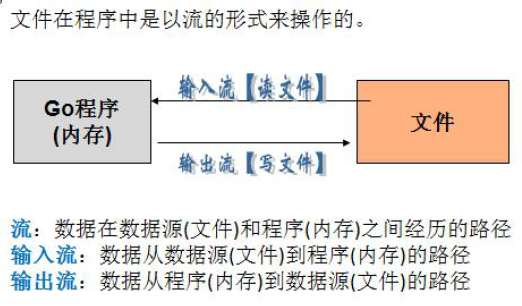 文件在程序中是以流的形式来操作的。
输入流【读文件】
Go程序
(内存)
文件
输出流【写文件】
流：数据在数据源(文件)和程序(内存)之间经历的路径
输入流：数据从数据源(文件)到程序(内存)的路径
输出流：数据从程序(内存)到数据源(文件)的路径